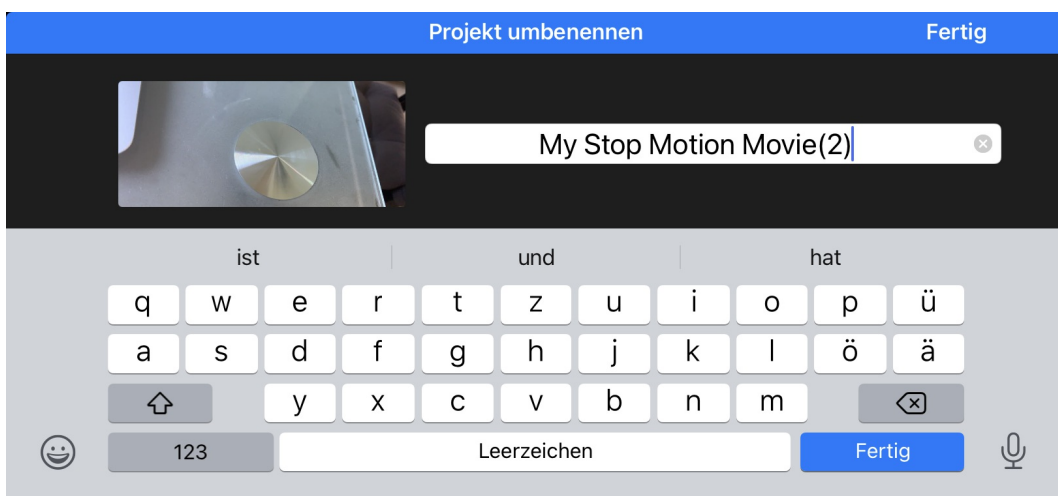 Projekt umbenennen Fertig
My Stop Motion Movie(2)
ist und hat
q w e r t z u i o p ü
a s d f g h j k l ö ä
y x c v b n m
123 Leerzeichen Fertig